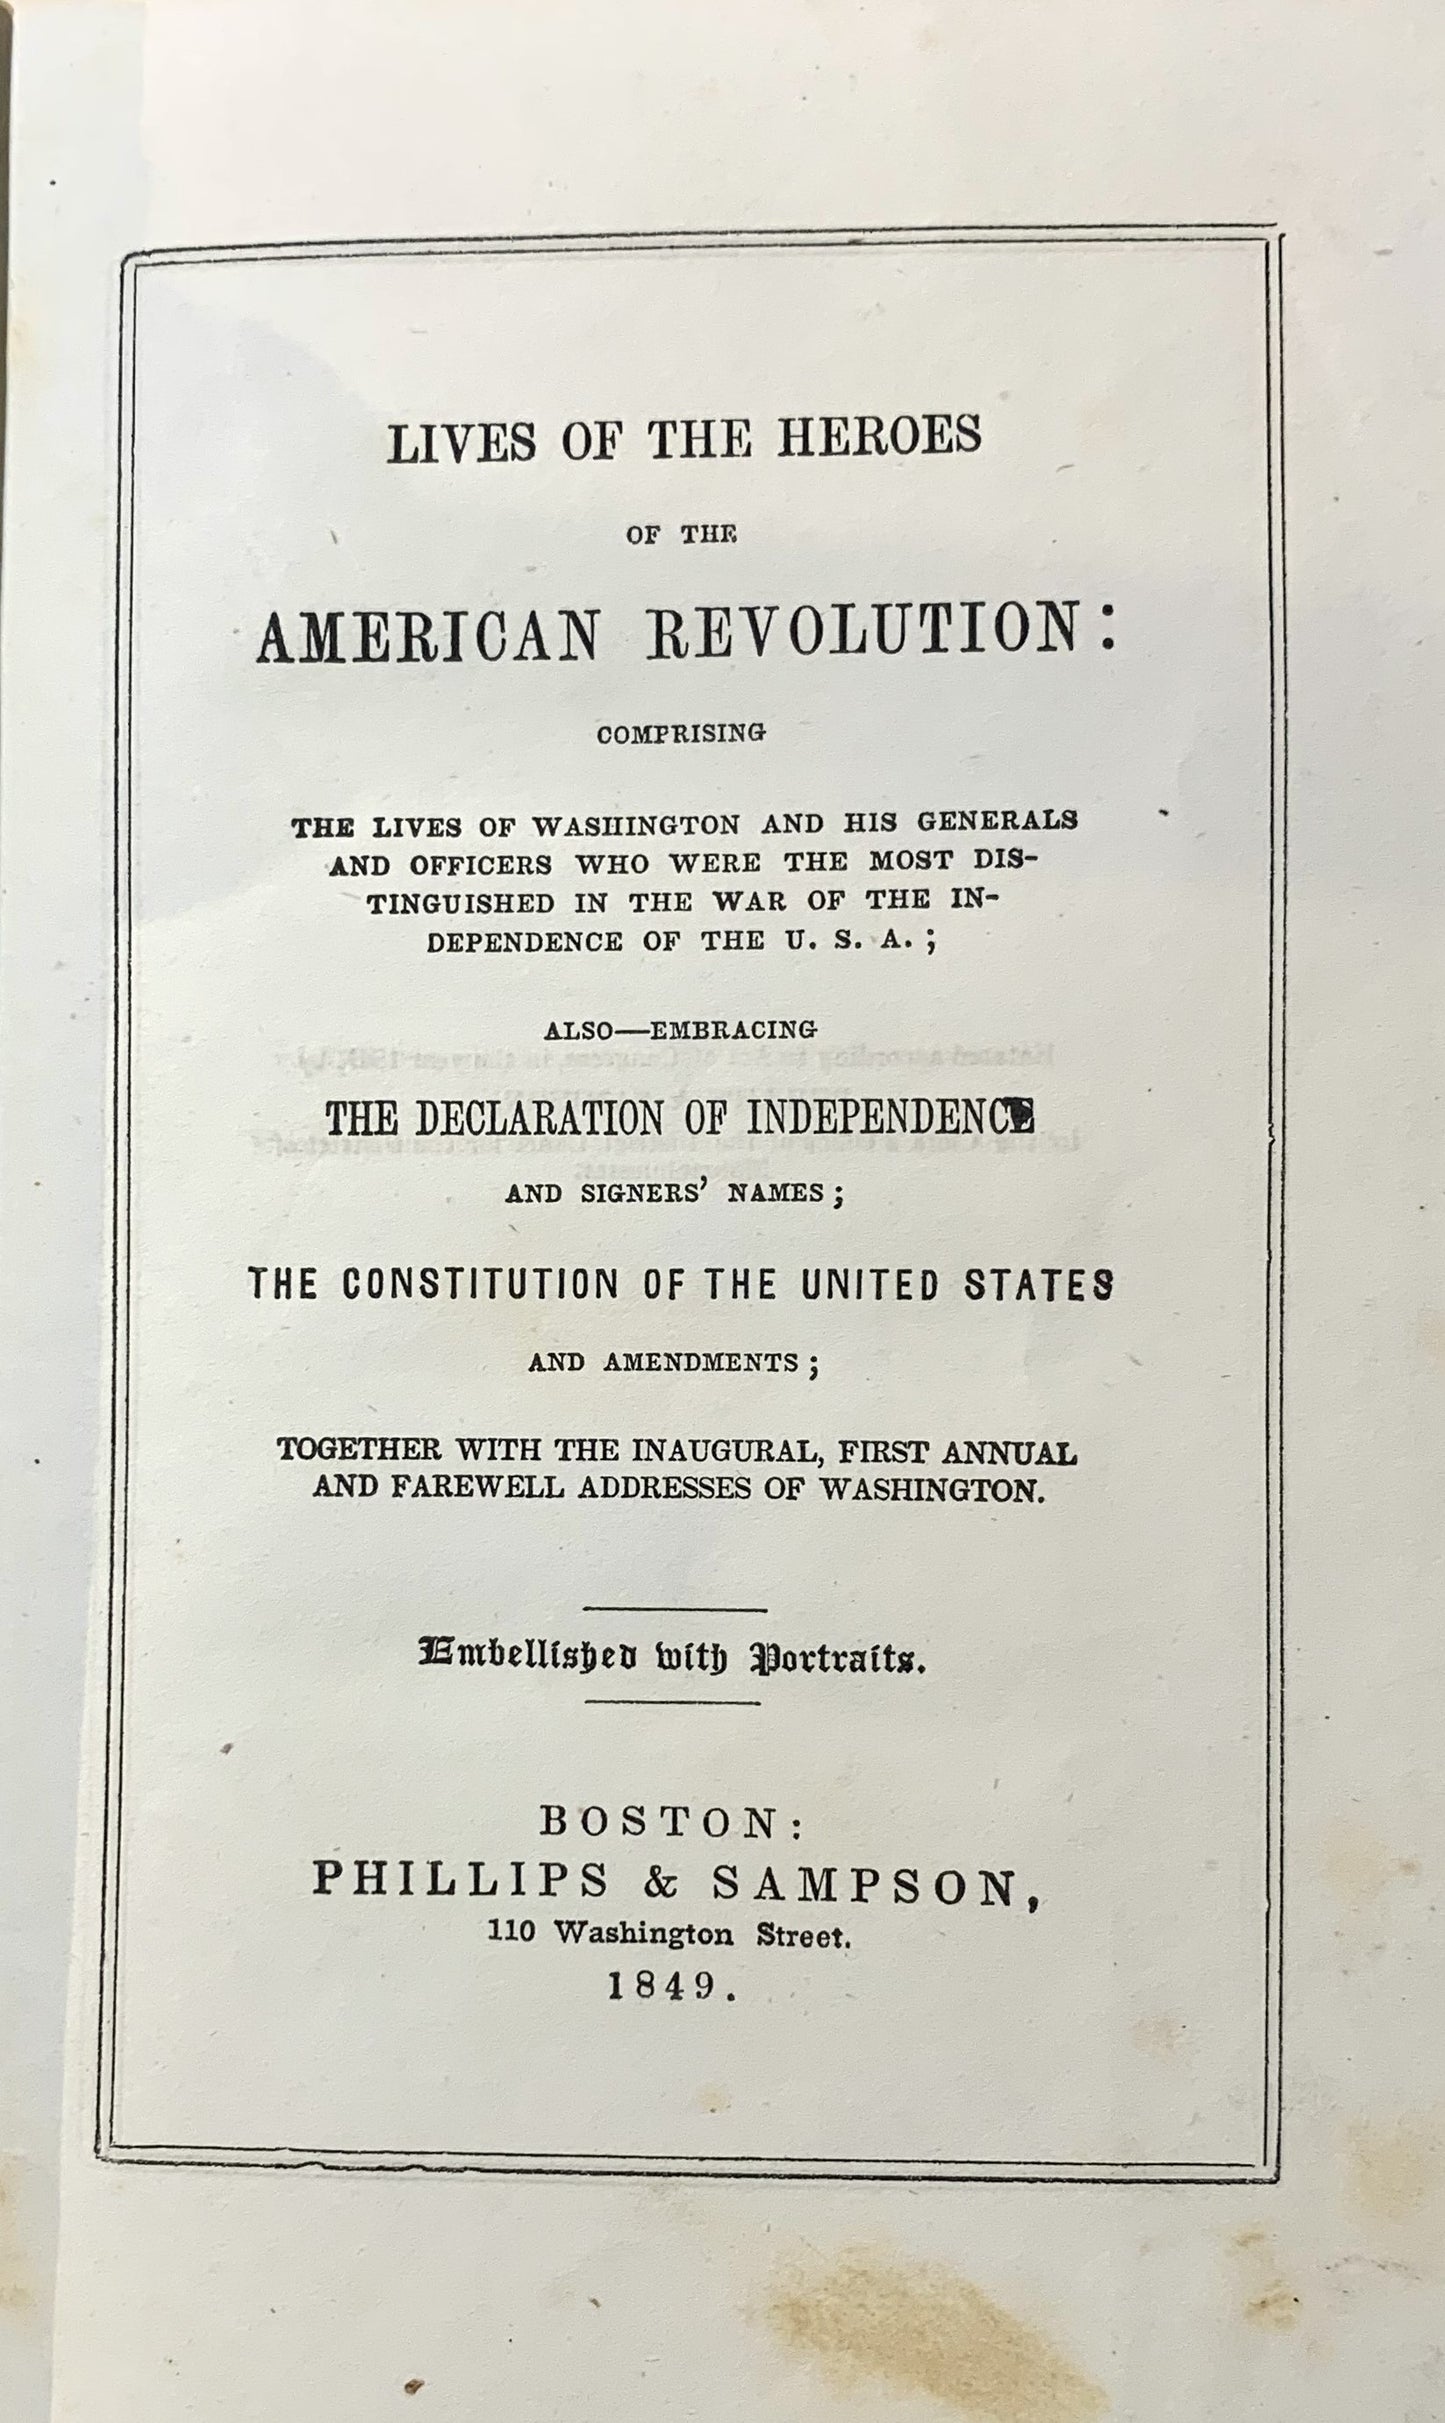 LIVES OF THE HEROES
OF THE
AMERICAN REVOLUTION:
COMPRISING
THE LIVES OF WASHINGTON AND HIS GENERALS
AND OFFICERS WHO WERE THE MOST DIS-
TINGUISHED IN THE WAR OF THE IN-
DEPENDENCE OF THE U. S. A.;
ALSO—EMBRACING
THE DECLARATION OF INDEPENDENCE
AND SIGNERS' NAMES;
THE CONSTITUTION OF THE UNITED STATES
AND AMENDMENTS;
TOGETHER WITH THE INAUGURAL, FIRST ANNUAL
AND FAREWELL ADDRESSES OF WASHINGTON.
Embellished with Portraits.
BOSTON:
PHILLIPS & SAMPSON,
110 Washington Street.
1849.